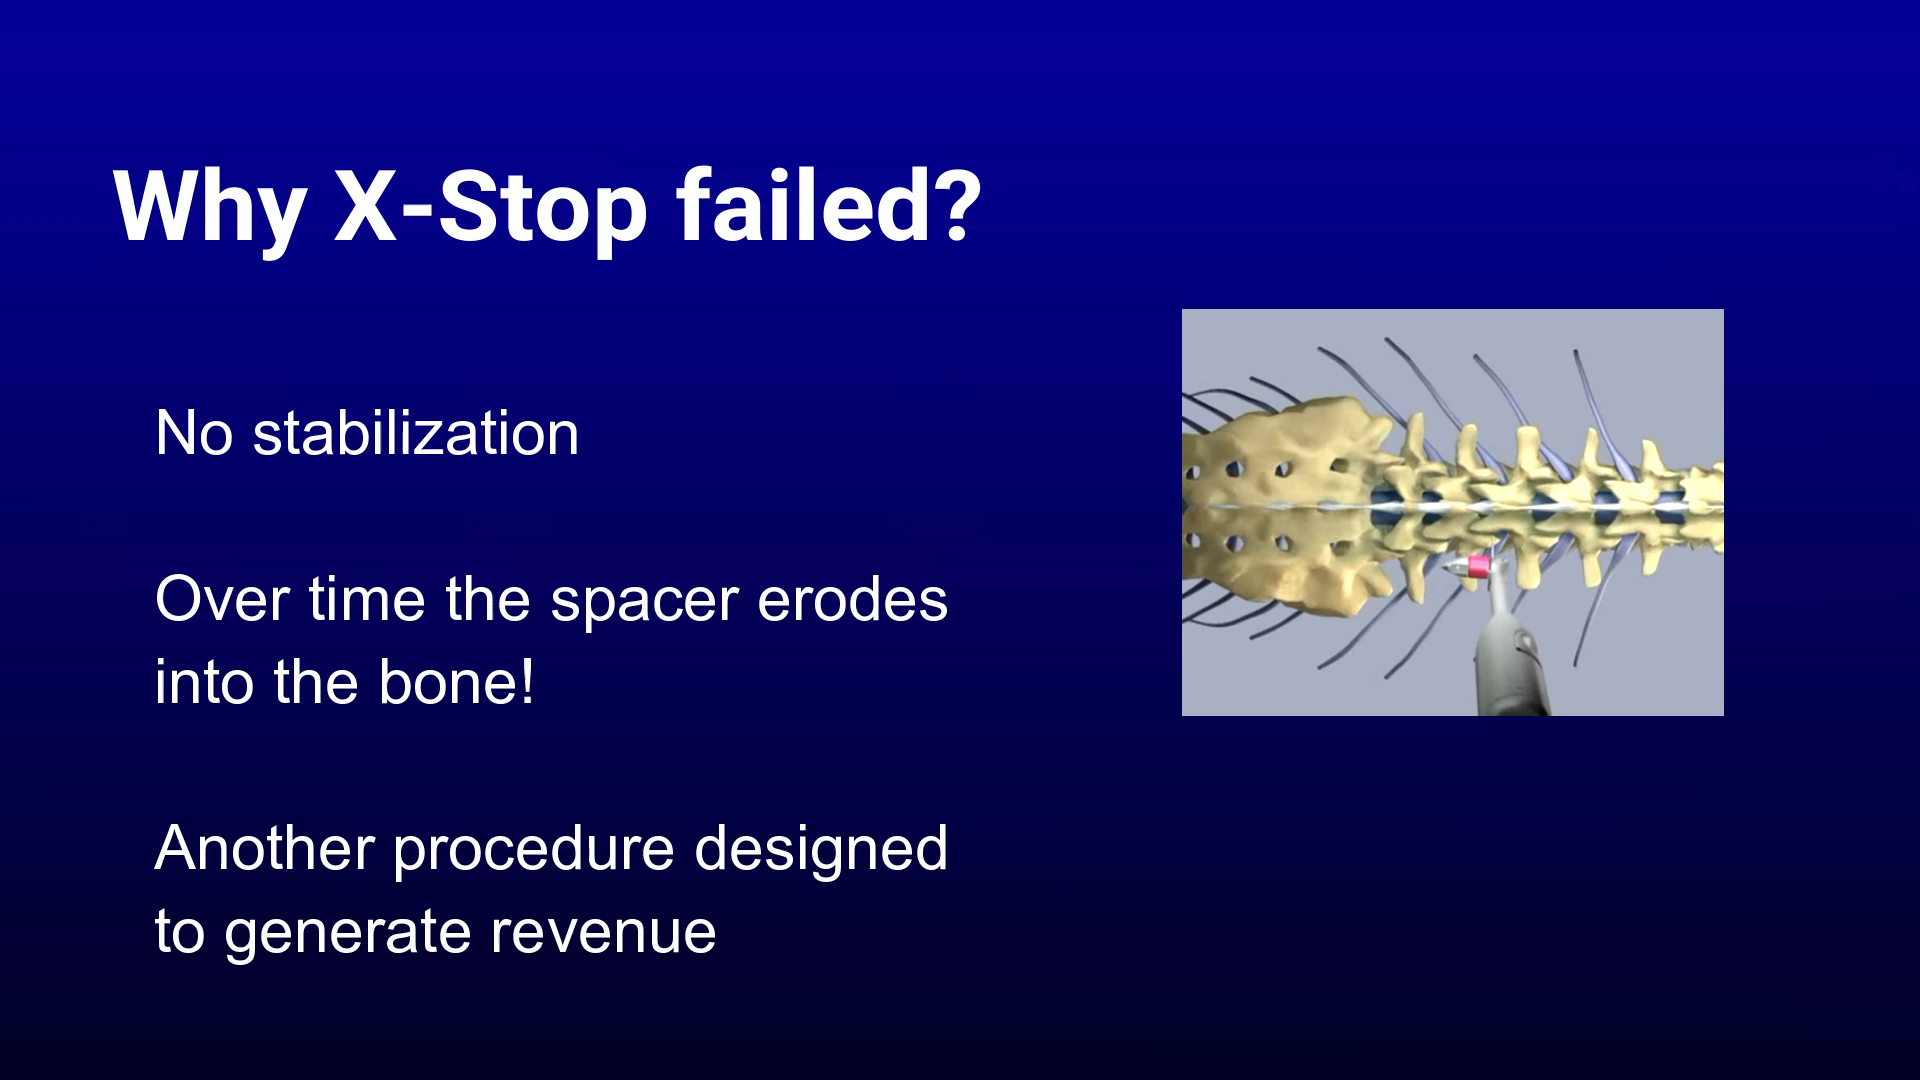 Why X-Stop failed?
No stabilization
Over time the spacer erodes
into the bone!
Another procedure designed
to generate revenue